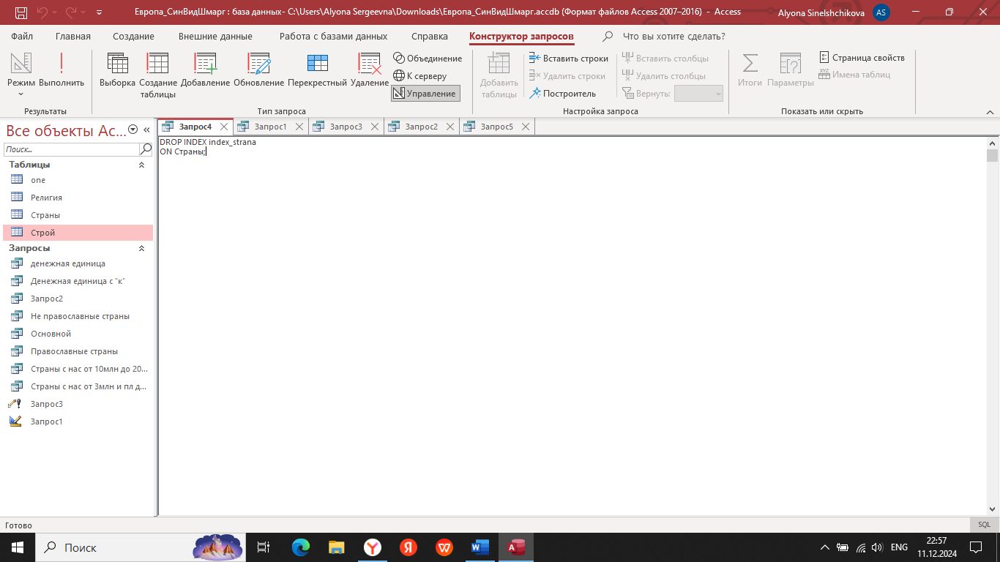 Европа_СинВидШмарг : база данных- C:\Users\Alyona Sergeevna\Downloads\Европа_СинВидШмарг.accdb (Формат файлов Access 2007–2016) - Access
Alyona Sinelshchikova
AS
Файл Главная Создание Внешние данные Работа с базами данных Справка Конструктор запросов Что вы хотите сделать?
Режим
Выполнить
Результаты
Выборка
Создание таблицы
Добавление
Обновление
Перекрестный
Удаление
Объединение
К серверу
Управление
Тип запроса
Добавить таблицы
Вставить строки
Удалить строки
Построитель
Вставить столбцы
Удалить столбцы
Вернуть:
Настройка запроса
Итоги
Параметры
Страница свойств
Имена таблиц
Показать или скрыть
Все объекты Ac...
Поиск...
Таблицы
one
Религия
Страны
Строй
Запросы
денежная единица
Денежная единица с "к"
Запрос2
Не православные страны
Основной
Православные страны
Страны с нас от 10млн до 20...
Страны с нас от 3млн и пл д...
Запрос3
Запрос1
Запрос4 Запрос1 Запрос3 Запрос2 Запрос5
DROP INDEX index_strana
ON Страны;
Готово
SQL
Поиск
ENG
22:57
11.12.2024